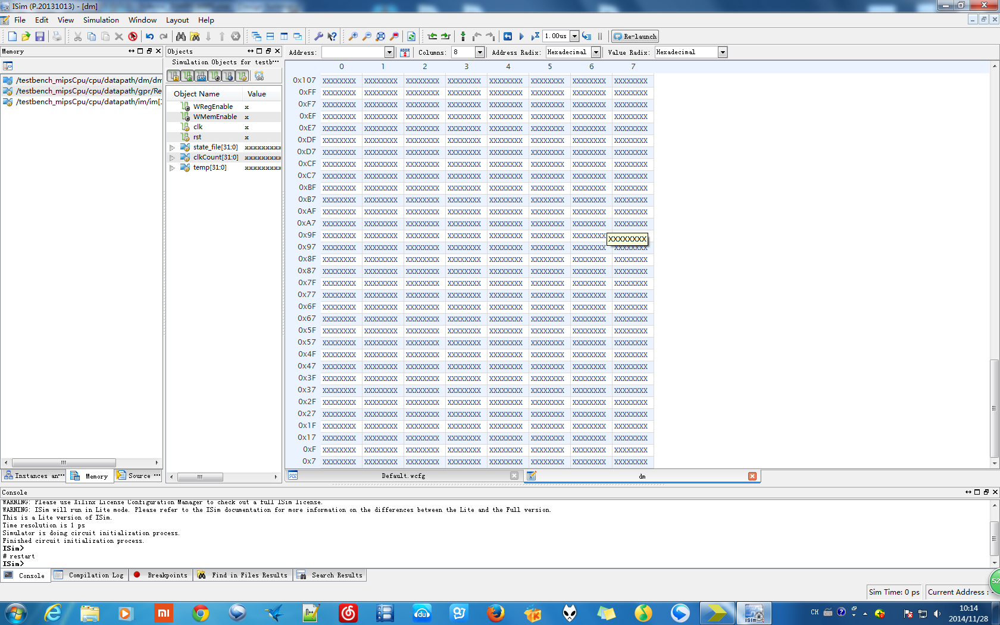 ISim (P.20131013) - [dm]
File Edit View Simulation Window Layout Help
1.00us Re-launch
Memory
/testbench_mipsCpu/cpu/datapath/dm/dm
/testbench_mipsCpu/cpu/datapath/gpr/Re
/testbench_mipsCpu/cpu/datapath/im/im[
Instances an··· Memory Source ···
Objects
Simulation Objects for testb···
Object Name Value
WRegEnable x
WMemEnable x
clk x
rst x
state_file[31:0] xxxxxxxxx
clkCount[31:0] xxxxxxxxx
temp[31:0] xxxxxxxxx
Address: Columns: 8 Address Radix: Hexadecimal Value Radix: Hexadecimal
0 1 2 3 4 5 6 7
0x107 XXXXXXXX XXXXXXXX XXXXXXXX XXXXXXXX XXXXXXXX XXXXXXXX XXXXXXXX XXXXXXXX
0xFF XXXXXXXX XXXXXXXX XXXXXXXX XXXXXXXX XXXXXXXX XXXXXXXX XXXXXXXX XXXXXXXX
0xF7 XXXXXXXX XXXXXXXX XXXXXXXX XXXXXXXX XXXXXXXX XXXXXXXX XXXXXXXX XXXXXXXX
0xEF XXXXXXXX XXXXXXXX XXXXXXXX XXXXXXXX XXXXXXXX XXXXXXXX XXXXXXXX XXXXXXXX
0xE7 XXXXXXXX XXXXXXXX XXXXXXXX XXXXXXXX XXXXXXXX XXXXXXXX XXXXXXXX XXXXXXXX
0xDF XXXXXXXX XXXXXXXX XXXXXXXX XXXXXXXX XXXXXXXX XXXXXXXX XXXXXXXX XXXXXXXX
0xD7 XXXXXXXX XXXXXXXX XXXXXXXX XXXXXXXX XXXXXXXX XXXXXXXX XXXXXXXX XXXXXXXX
0xCF XXXXXXXX XXXXXXXX XXXXXXXX XXXXXXXX XXXXXXXX XXXXXXXX XXXXXXXX XXXXXXXX
0xC7 XXXXXXXX XXXXXXXX XXXXXXXX XXXXXXXX XXXXXXXX XXXXXXXX XXXXXXXX XXXXXXXX
0xBF XXXXXXXX XXXXXXXX XXXXXXXX XXXXXXXX XXXXXXXX XXXXXXXX XXXXXXXX XXXXXXXX
0xB7 XXXXXXXX XXXXXXXX XXXXXXXX XXXXXXXX XXXXXXXX XXXXXXXX XXXXXXXX XXXXXXXX
0xAF XXXXXXXX XXXXXXXX XXXXXXXX XXXXXXXX XXXXXXXX XXXXXXXX XXXXXXXX XXXXXXXX
0xA7 XXXXXXXX XXXXXXXX XXXXXXXX XXXXXXXX XXXXXXXX XXXXXXXX XXXXXXXX XXXXXXXX
0x9F XXXXXXXX XXXXXXXX XXXXXXXX XXXXXXXX XXXXXXXX XXXXXXXX XXXXXXXX XXXXXXXX
0x97 XXXXXXXX XXXXXXXX XXXXXXXX XXXXXXXX XXXXXXXX XXXXXXXX XXXXXXXX XXXXXXXX
0x8F XXXXXXXX XXXXXXXX XXXXXXXX XXXXXXXX XXXXXXXX XXXXXXXX XXXXXXXX XXXXXXXX
0x87 XXXXXXXX XXXXXXXX XXXXXXXX XXXXXXXX XXXXXXXX XXXXXXXX XXXXXXXX XXXXXXXX
0x7F XXXXXXXX XXXXXXXX XXXXXXXX XXXXXXXX XXXXXXXX XXXXXXXX XXXXXXXX XXXXXXXX
0x77 XXXXXXXX XXXXXXXX XXXXXXXX XXXXXXXX XXXXXXXX XXXXXXXX XXXXXXXX XXXXXXXX
0x6F XXXXXXXX XXXXXXXX XXXXXXXX XXXXXXXX XXXXXXXX XXXXXXXX XXXXXXXX XXXXXXXX
0x67 XXXXXXXX XXXXXXXX XXXXXXXX XXXXXXXX XXXXXXXX XXXXXXXX XXXXXXXX XXXXXXXX
0x5F XXXXXXXX XXXXXXXX XXXXXXXX XXXXXXXX XXXXXXXX XXXXXXXX XXXXXXXX XXXXXXXX
0x57 XXXXXXXX XXXXXXXX XXXXXXXX XXXXXXXX XXXXXXXX XXXXXXXX XXXXXXXX XXXXXXXX
0x4F XXXXXXXX XXXXXXXX XXXXXXXX XXXXXXXX XXXXXXXX XXXXXXXX XXXXXXXX XXXXXXXX
0x47 XXXXXXXX XXXXXXXX XXXXXXXX XXXXXXXX XXXXXXXX XXXXXXXX XXXXXXXX XXXXXXXX
0x3F XXXXXXXX XXXXXXXX XXXXXXXX XXXXXXXX XXXXXXXX XXXXXXXX XXXXXXXX XXXXXXXX
0x37 XXXXXXXX XXXXXXXX XXXXXXXX XXXXXXXX XXXXXXXX XXXXXXXX XXXXXXXX XXXXXXXX
0x2F XXXXXXXX XXXXXXXX XXXXXXXX XXXXXXXX XXXXXXXX XXXXXXXX XXXXXXXX XXXXXXXX
0x27 XXXXXXXX XXXXXXXX XXXXXXXX XXXXXXXX XXXXXXXX XXXXXXXX XXXXXXXX XXXXXXXX
0x1F XXXXXXXX XXXXXXXX XXXXXXXX XXXXXXXX XXXXXXXX XXXXXXXX XXXXXXXX XXXXXXXX
0x17 XXXXXXXX XXXXXXXX XXXXXXXX XXXXXXXX XXXXXXXX XXXXXXXX XXXXXXXX XXXXXXXX
0xF XXXXXXXX XXXXXXXX XXXXXXXX XXXXXXXX XXXXXXXX XXXXXXXX XXXXXXXX XXXXXXXX
0x7 XXXXXXXX XXXXXXXX XXXXXXXX XXXXXXXX XXXXXXXX XXXXXXXX XXXXXXXX XXXXXXXX
Default.wcfg dm
Console
WARNING: Please use Xilinx License Configuration Manager to check out a full ISim license.
WARNING: ISim will run in Lite mode. Please refer to the ISim documentation for more information on the differences between the Lite and the Full version.
This is a Lite version of ISim.
Time resolution is 1 ps
Simulator is doing circuit initialization process.
Finished circuit initialization process.
ISim>
# restart
ISim>
Console Compilation Log Breakpoints Find in Files Results Search Results
52
Sim Time: 0 ps Current Address :
CH 10:14
2014/11/28